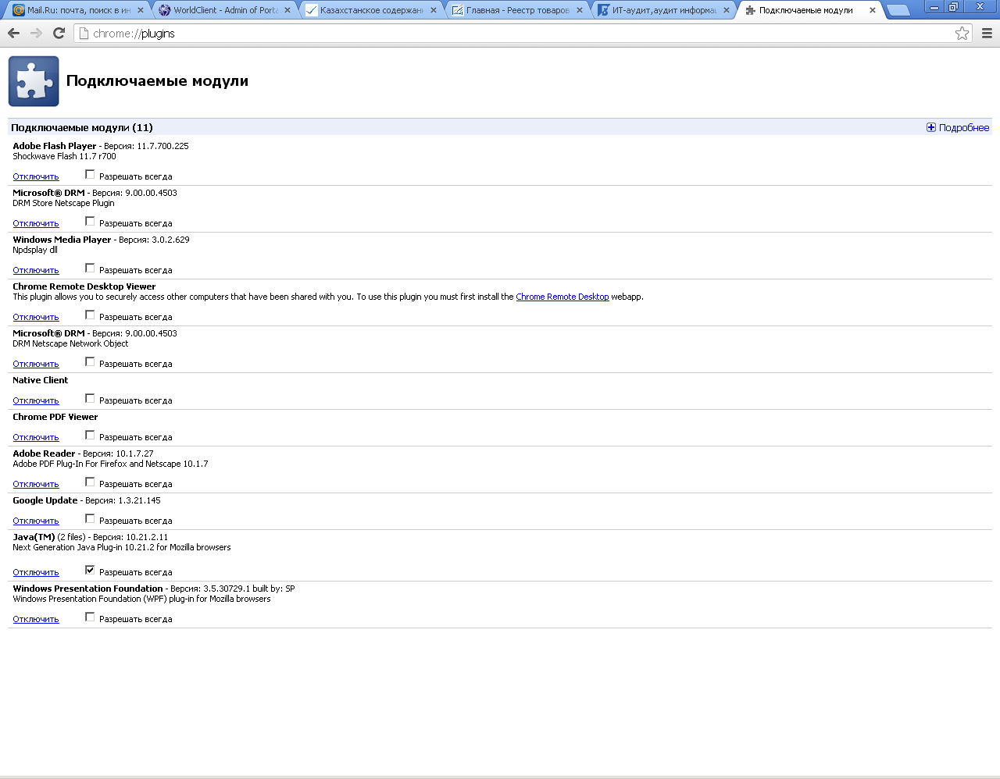 Mail.Ru: почта, поиск в ин
WorldClient - Admin of Porta
Казахстанское содержан
Главная - Реестр товаров
ИТ-аудит,аудит информац
Подключаемые модули
chrome://plugins
Подключаемые модули
Подключаемые модули (11)
Подробнее
Adobe Flash Player - Версия: 11.7.700.225
Shockwave Flash 11.7 r700
Отключить Разрешать всегда
Microsoft® DRM - Версия: 9.00.00.4503
DRM Store Netscape Plugin
Отключить Разрешать всегда
Windows Media Player - Версия: 3.0.2.629
Npdsplay dll
Отключить Разрешать всегда
Chrome Remote Desktop Viewer
This plugin allows you to securely access other computers that have been shared with you. To use this plugin you must first install the Chrome Remote Desktop webapp.
Отключить Разрешать всегда
Microsoft® DRM - Версия: 9.00.00.4503
DRM Netscape Network Object
Отключить Разрешать всегда
Native Client
Отключить Разрешать всегда
Chrome PDF Viewer
Отключить Разрешать всегда
Adobe Reader - Версия: 10.1.7.27
Adobe PDF Plug-In For Firefox and Netscape 10.1.7
Отключить Разрешать всегда
Google Update - Версия: 1.3.21.145
Отключить Разрешать всегда
Java(TM) (2 files) - Версия: 10.21.2.11
Next Generation Java Plug-in 10.21.2 for Mozilla browsers
Отключить Разрешать всегда
Windows Presentation Foundation - Версия: 3.5.30729.1 built by: SP
Windows Presentation Foundation (WPF) plug-in for Mozilla browsers
Отключить Разрешать всегда